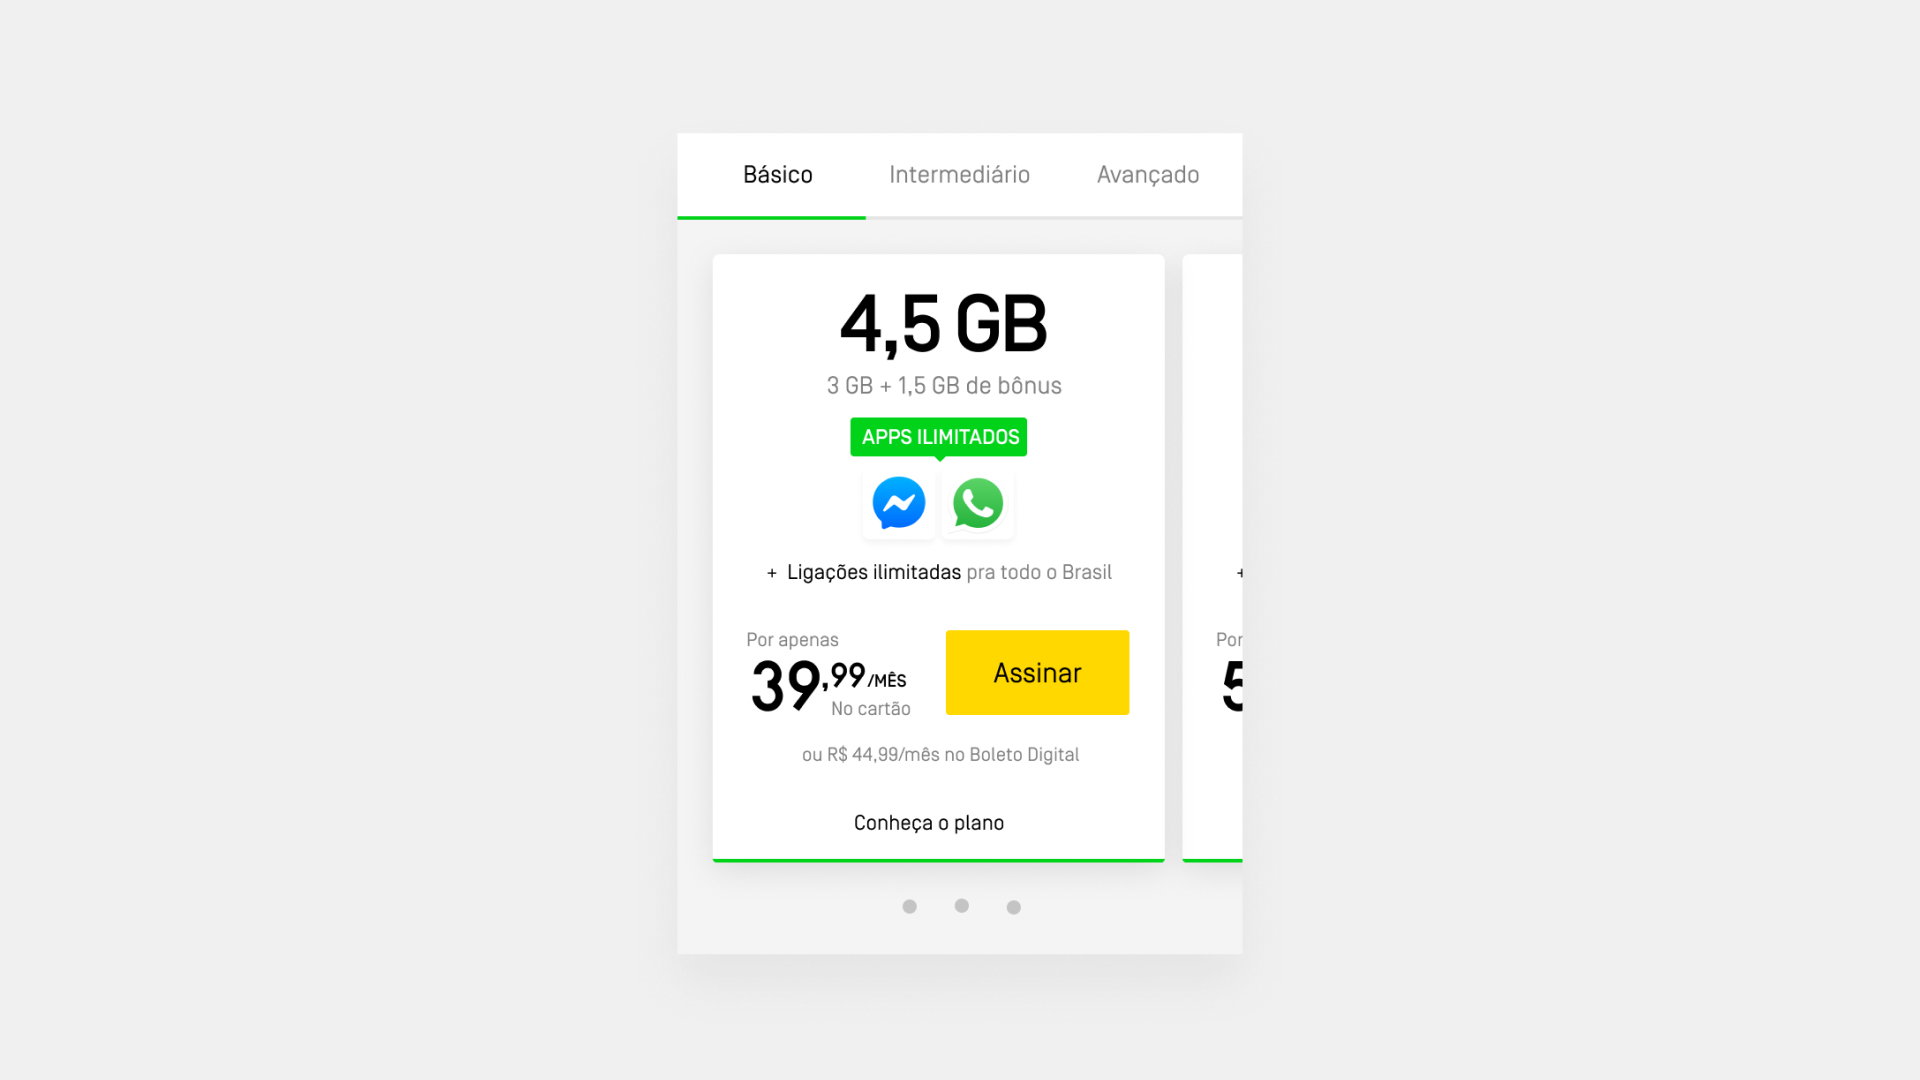 Básico Intermediário Avançado
4,5 GB
3 GB + 1,5 GB de bônus
APPS ILIMITADOS
+ Ligações ilimitadas pra todo o Brasil
+
Por apenas
39,99/MÊS
No cartão
Assinar
Por
5
ou R$ 44,99/mês no Boleto Digital
Conheça o plano